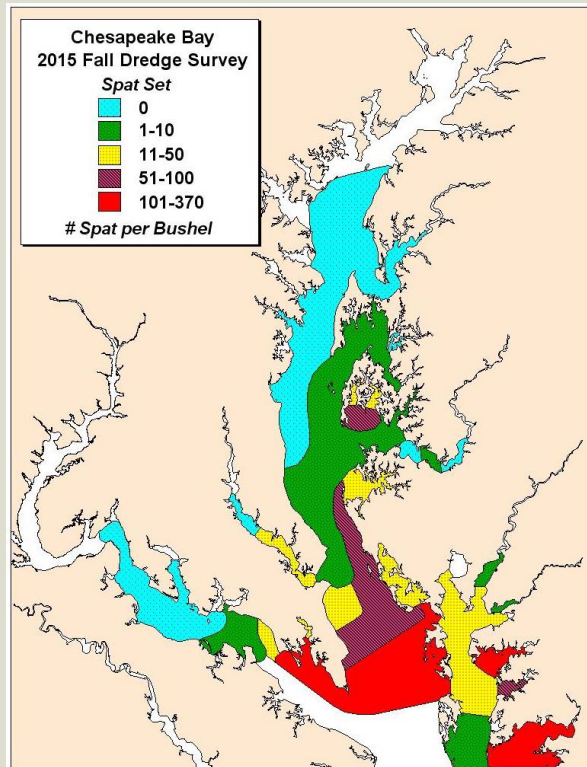 Chesapeake Bay
2015 Fall Dredge Survey
Spat Set
0
1-10
11-50
51-100
101-370
# Spat per Bushel